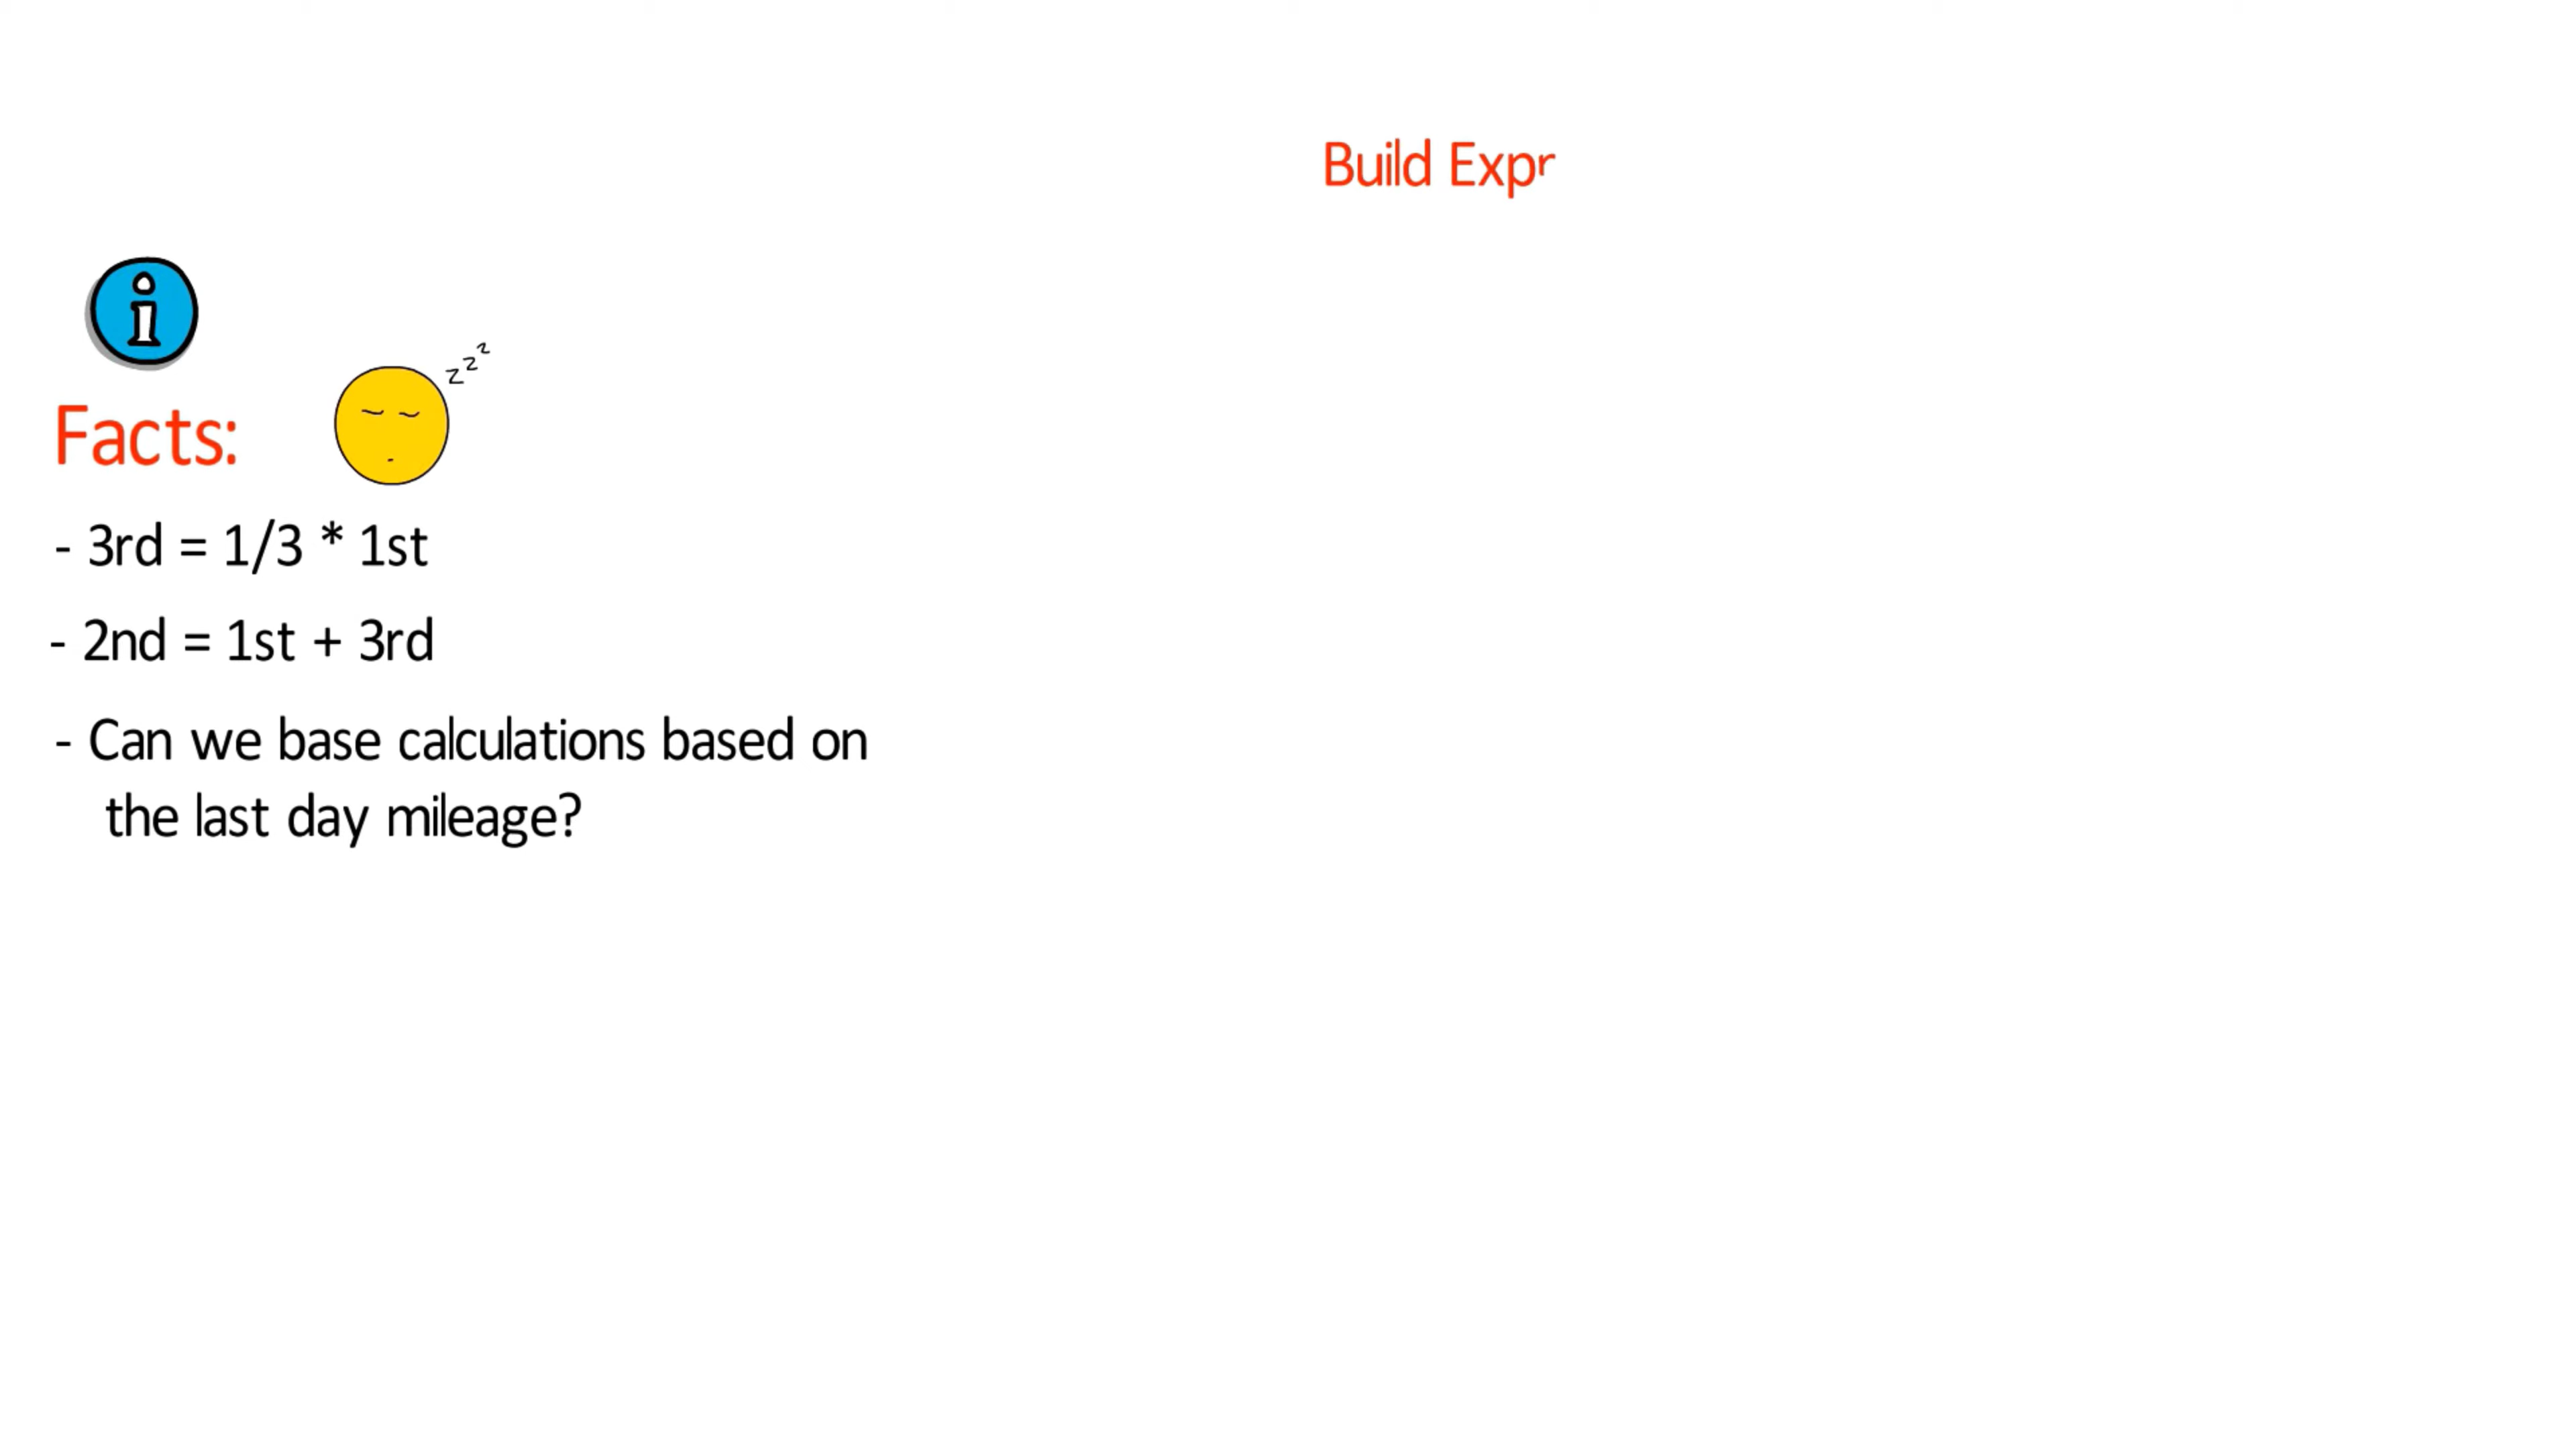 Build Expr
i
zzz
Facts:
- 3rd = 1/3 * 1st
- 2nd = 1st + 3rd
- Can we base calculations based on
the last day mileage?